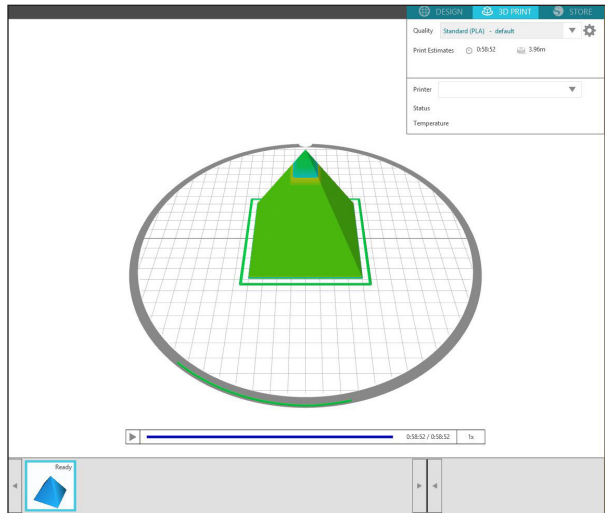 DESIGN 3D PRINT STORE
Quality Standard (PLA) - default
Print Estimates 0:58:52 3.96m
Printer
Status
Temperature
0:58:52 / 0:58:52 1x
Ready